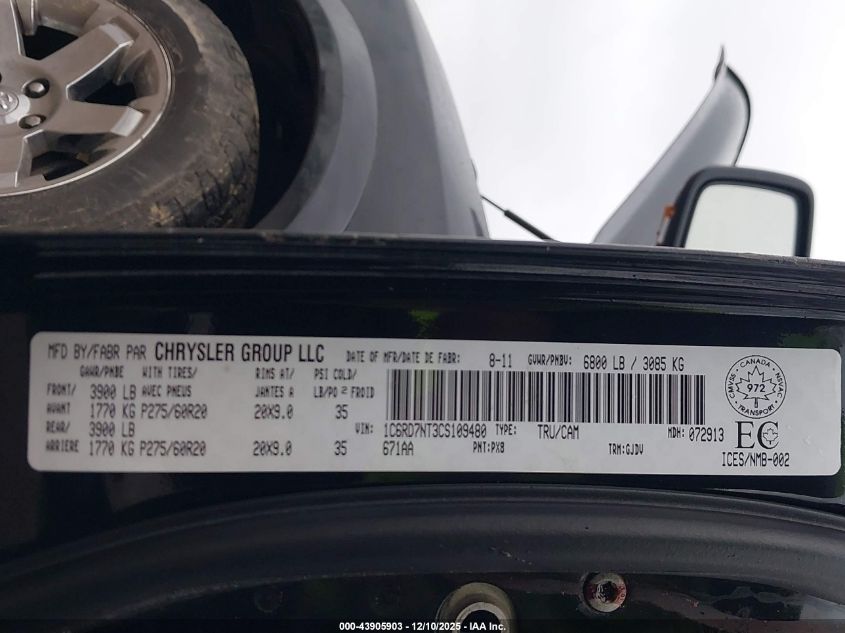 MFD BY/FABR PAR CHRYSLER GROUP LLC DATE OF MFR/DATE DE FABR: 8-11 GVWR/PNBV: 6800 LB / 3085 KG
GAWR/PNBE WITH TIRES/ RIMS AT/ PSI COLD/
FRONT/ 3900 LB AVEC PNEUS JANTES A LB/PO² FROID
AVANT 1770 KG P275/60R20 20X9.0 35
REAR/ 3900 LB VIN: 1C6RD7NT3CS109480 TYPE: TRU/CAM MDH: 072913
ARRIERE 1770 KG P275/60R20 20X9.0 35 671AA PNT:PX8 TRM:GJDV
CANADA
CMVSS 972 NSVAC
TRANSPORT
EC
ICES/NMB-002
000-43905903 - 12/10/2025 - IAA Inc.